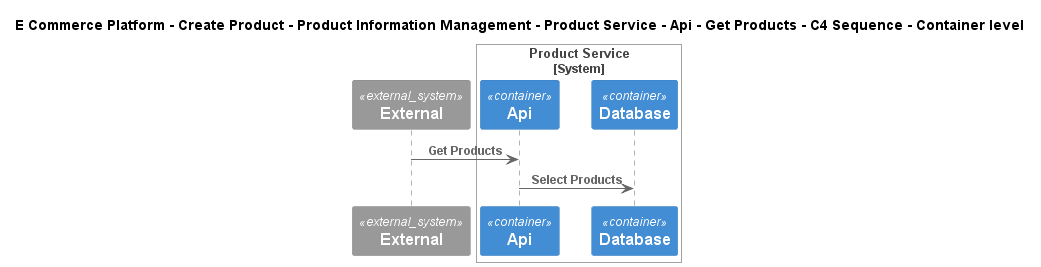 E Commerce Platform - Create Product - Product Information Management - Product Service - Api - Get Products - C4 Sequence - Container level
Product Service
[System]
«external_system» «container» «container»
External Api Database
Get Products
Select Products
«external_system» «container» «container»
External Api Database